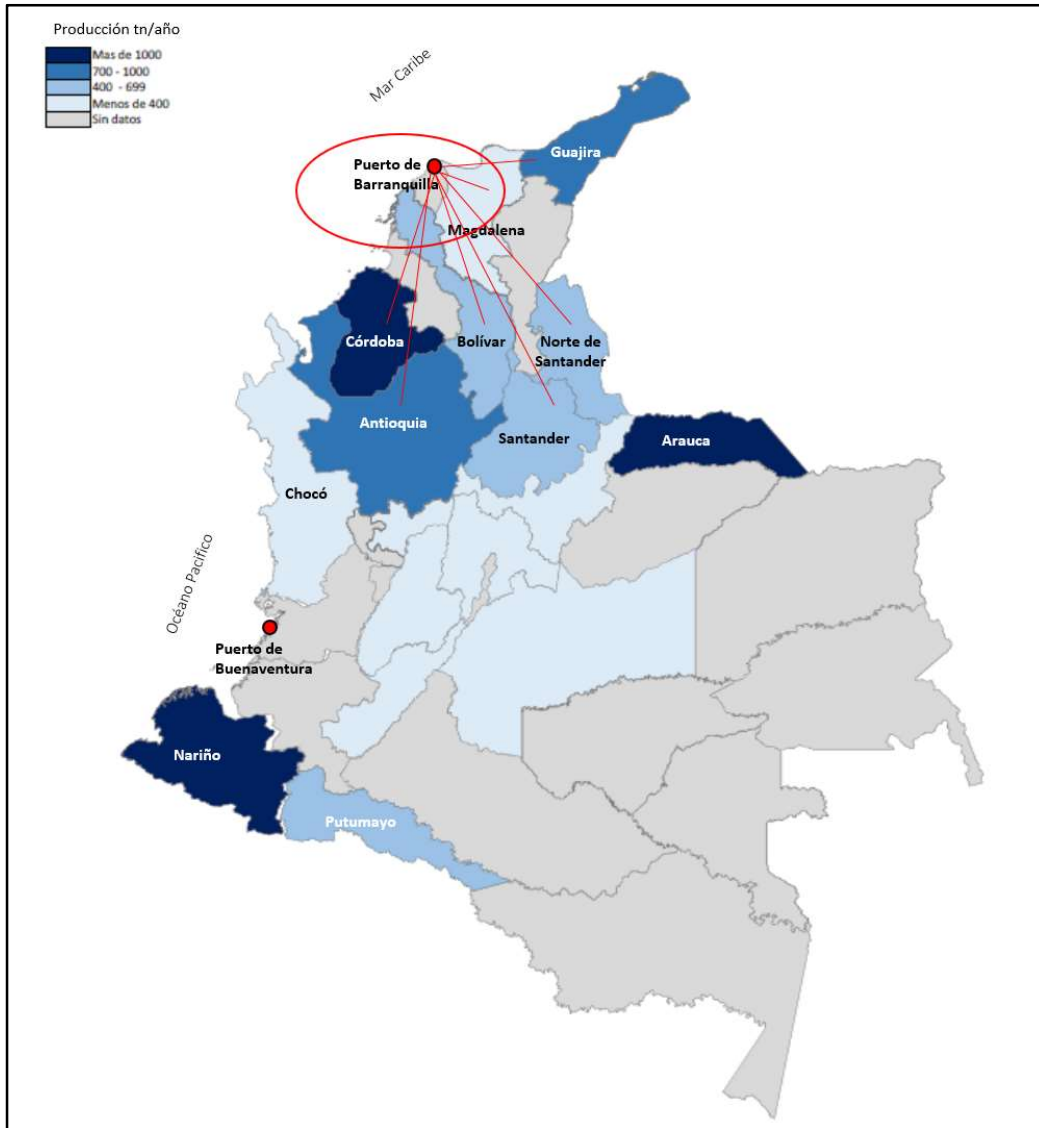 Producción tn/año
Mas de 1000
700 - 1000
400 - 699
Menos de 400
Sin datos
Mar Caribe
Guajira
Puerto de
Barranquilla
Magdalena
Córdoba
Bolívar
Norte de
Santander
Antioquia
Santander
Arauca
Chocó
Océano Pacifico
Puerto de
Buenaventura
Nariño
Putumayo